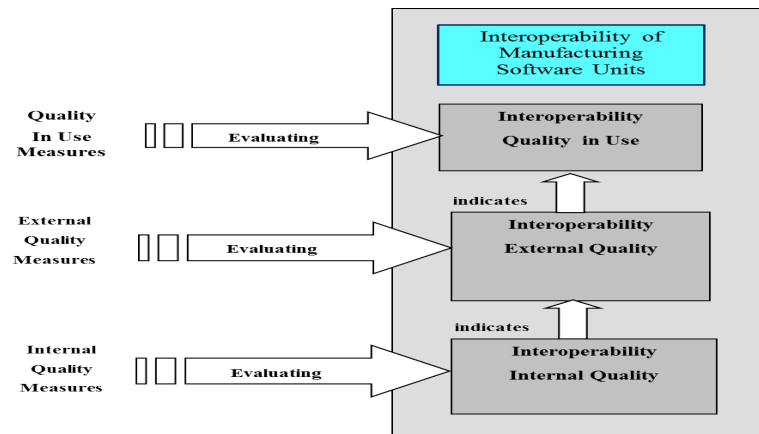 Interoperability of
Manufacturing
Software Units
Quality
In Use
Measures
Evaluating
Interoperability
Quality in Use
indicates
External
Quality
Measures
Evaluating
Interoperability
External Quality
indicates
Internal
Quality
Measures
Evaluating
Interoperability
Internal Quality